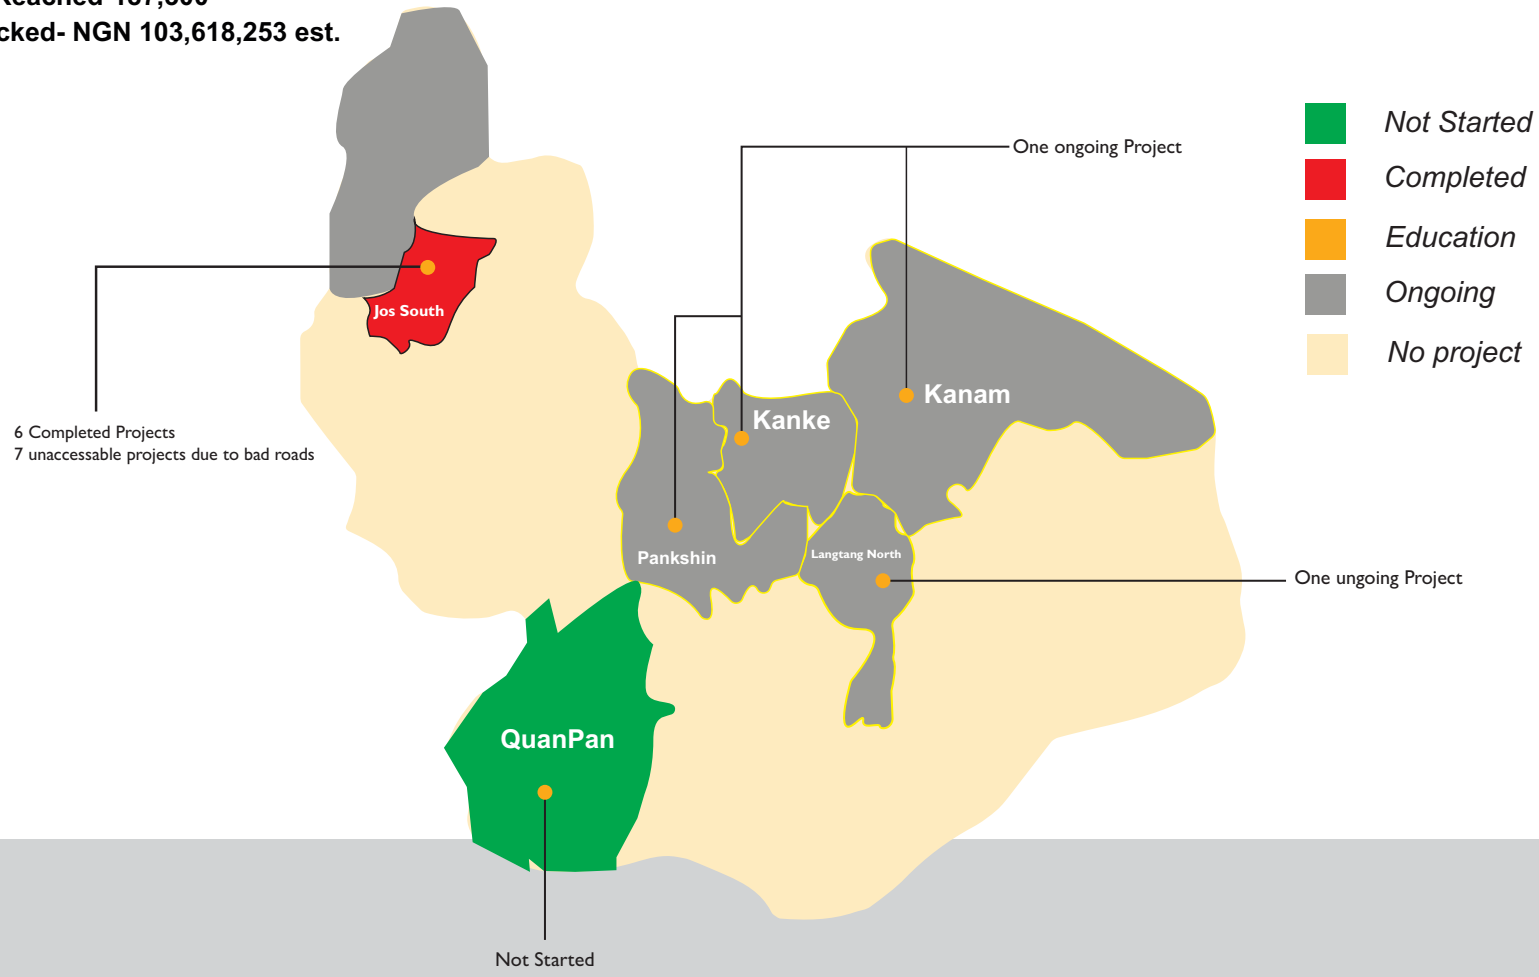 cked- NGN 103,618,253 est.
Not Started
Completed
Education
Ongoing
No project
One ongoing Project
Jos South
Kanam
Kanke
6 Completed Projects
7 unaccessable projects due to bad roads
Pankshin
Langtang North
One ungoing Project
QuanPan
Not Started